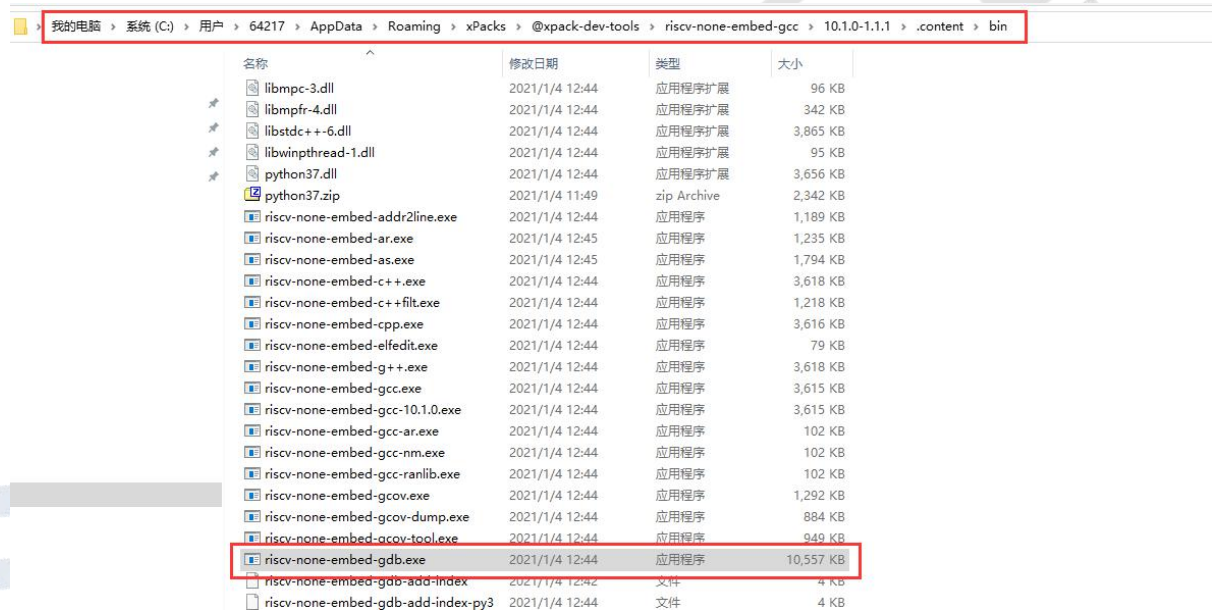 我的电脑 › 系统 (C:) › 用户 › 64217 › AppData › Roaming › xPacks › @xpack-dev-tools › riscv-none-embed-gcc › 10.1.0-1.1.1 › .content › bin
名称 修改日期 类型 大小
libmpc-3.dll 2021/1/4 12:44 应用程序扩展 96 KB
libmpfr-4.dll 2021/1/4 12:44 应用程序扩展 342 KB
libstdc++-6.dll 2021/1/4 12:44 应用程序扩展 3,865 KB
libwinpthread-1.dll 2021/1/4 12:44 应用程序扩展 95 KB
python37.dll 2021/1/4 12:44 应用程序扩展 3,656 KB
python37.zip 2021/1/4 11:49 zip Archive 2,342 KB
riscv-none-embed-addr2line.exe 2021/1/4 12:44 应用程序 1,189 KB
riscv-none-embed-ar.exe 2021/1/4 12:45 应用程序 1,235 KB
riscv-none-embed-as.exe 2021/1/4 12:45 应用程序 1,794 KB
riscv-none-embed-c++.exe 2021/1/4 12:44 应用程序 3,618 KB
riscv-none-embed-c++filt.exe 2021/1/4 12:44 应用程序 1,218 KB
riscv-none-embed-cpp.exe 2021/1/4 12:44 应用程序 3,616 KB
riscv-none-embed-elfedit.exe 2021/1/4 12:44 应用程序 79 KB
riscv-none-embed-g++.exe 2021/1/4 12:44 应用程序 3,618 KB
riscv-none-embed-gcc.exe 2021/1/4 12:44 应用程序 3,615 KB
riscv-none-embed-gcc-10.1.0.exe 2021/1/4 12:44 应用程序 3,615 KB
riscv-none-embed-gcc-ar.exe 2021/1/4 12:44 应用程序 102 KB
riscv-none-embed-gcc-nm.exe 2021/1/4 12:44 应用程序 102 KB
riscv-none-embed-gcc-ranlib.exe 2021/1/4 12:44 应用程序 102 KB
riscv-none-embed-gcov.exe 2021/1/4 12:44 应用程序 1,292 KB
riscv-none-embed-gcov-dump.exe 2021/1/4 12:44 应用程序 884 KB
riscv-none-embed-gcov-tool.exe 2021/1/4 12:44 应用程序 949 KB
riscv-none-embed-gdb.exe 2021/1/4 12:44 应用程序 10,557 KB
riscv-none-embed-gdb-add-index 2021/1/4 12:42 文件 4 KB
riscv-none-embed-gdb-add-index-py3 2021/1/4 12:44 文件 4 KB